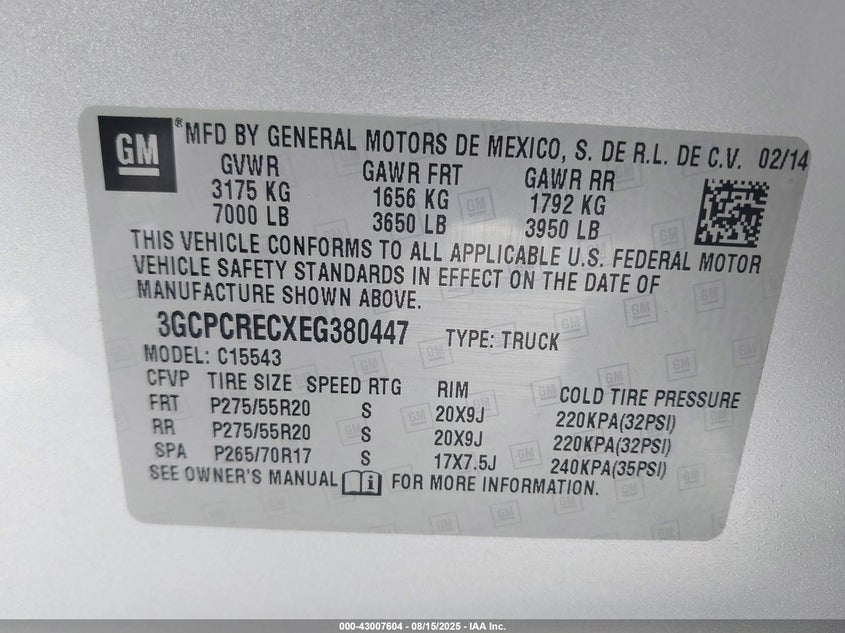 GM
® MFD BY GENERAL MOTORS DE MEXICO, S. DE R.L. DE C.V. 02/14
GVWR GAWR FRT GAWR RR
3175 KG 1656 KG 1792 KG
7000 LB 3650 LB 3950 LB
THIS VEHICLE CONFORMS TO ALL APPLICABLE U.S. FEDERAL MOTOR
VEHICLE SAFETY STANDARDS IN EFFECT ON THE DATE OF
MANUFACTURE SHOWN ABOVE.
3GCPCRECXEG380447 TYPE: TRUCK
MODEL: C15543
CFVP TIRE SIZE SPEED RTG RIM COLD TIRE PRESSURE
FRT P275/55R20 S 20X9J 220KPA(32PSI)
RR P275/55R20 S 20X9J 220KPA(32PSI)
SPA P265/70R17 S 17X7.5J 240KPA(35PSI)
SEE OWNER'S MANUAL i FOR MORE INFORMATION.
000-43007604 | 08/15/2025 - IAA Inc.